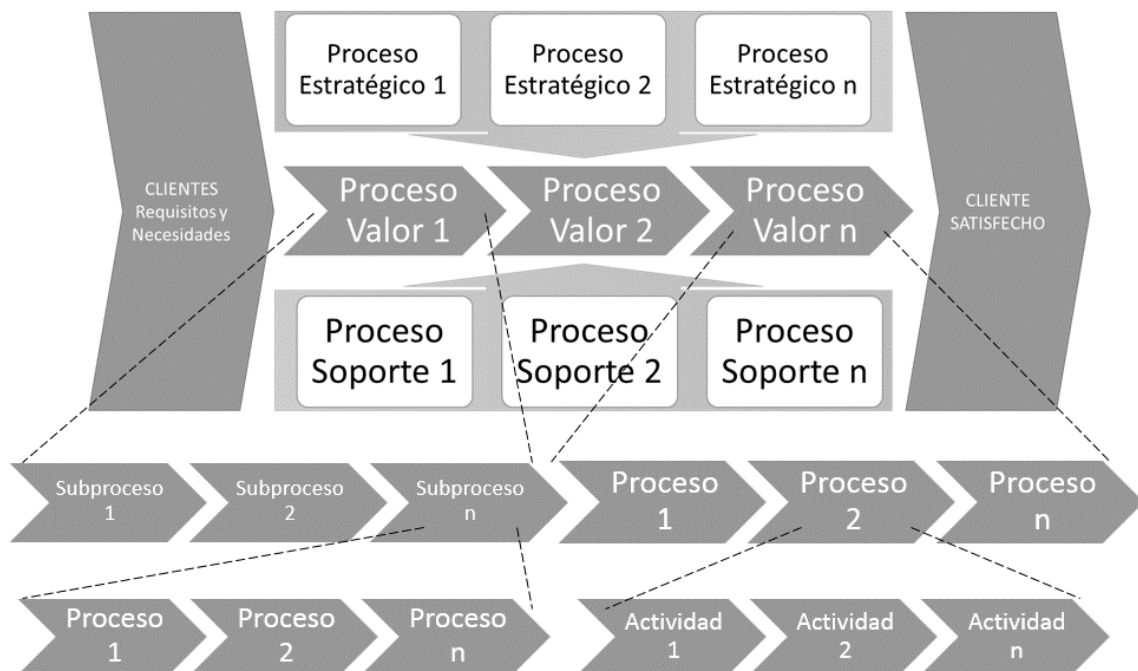 Proceso
Estratégico 1
Proceso
Estratégico 2
Proceso
Estratégico n
CLIENTES
Requisitos y
Necesidades
Proceso
Valor 1
Proceso
Valor 2
Proceso
Valor n
CLIENTE
SATISFECHO
Proceso
Soporte 1
Proceso
Soporte 2
Proceso
Soporte n
Subproceso
1
Subproceso
2
Subproceso
n
Proceso
1
Proceso
2
Proceso
n
Proceso
1
Proceso
2
Proceso
n
Actividad
1
Actividad
2
Actividad
n